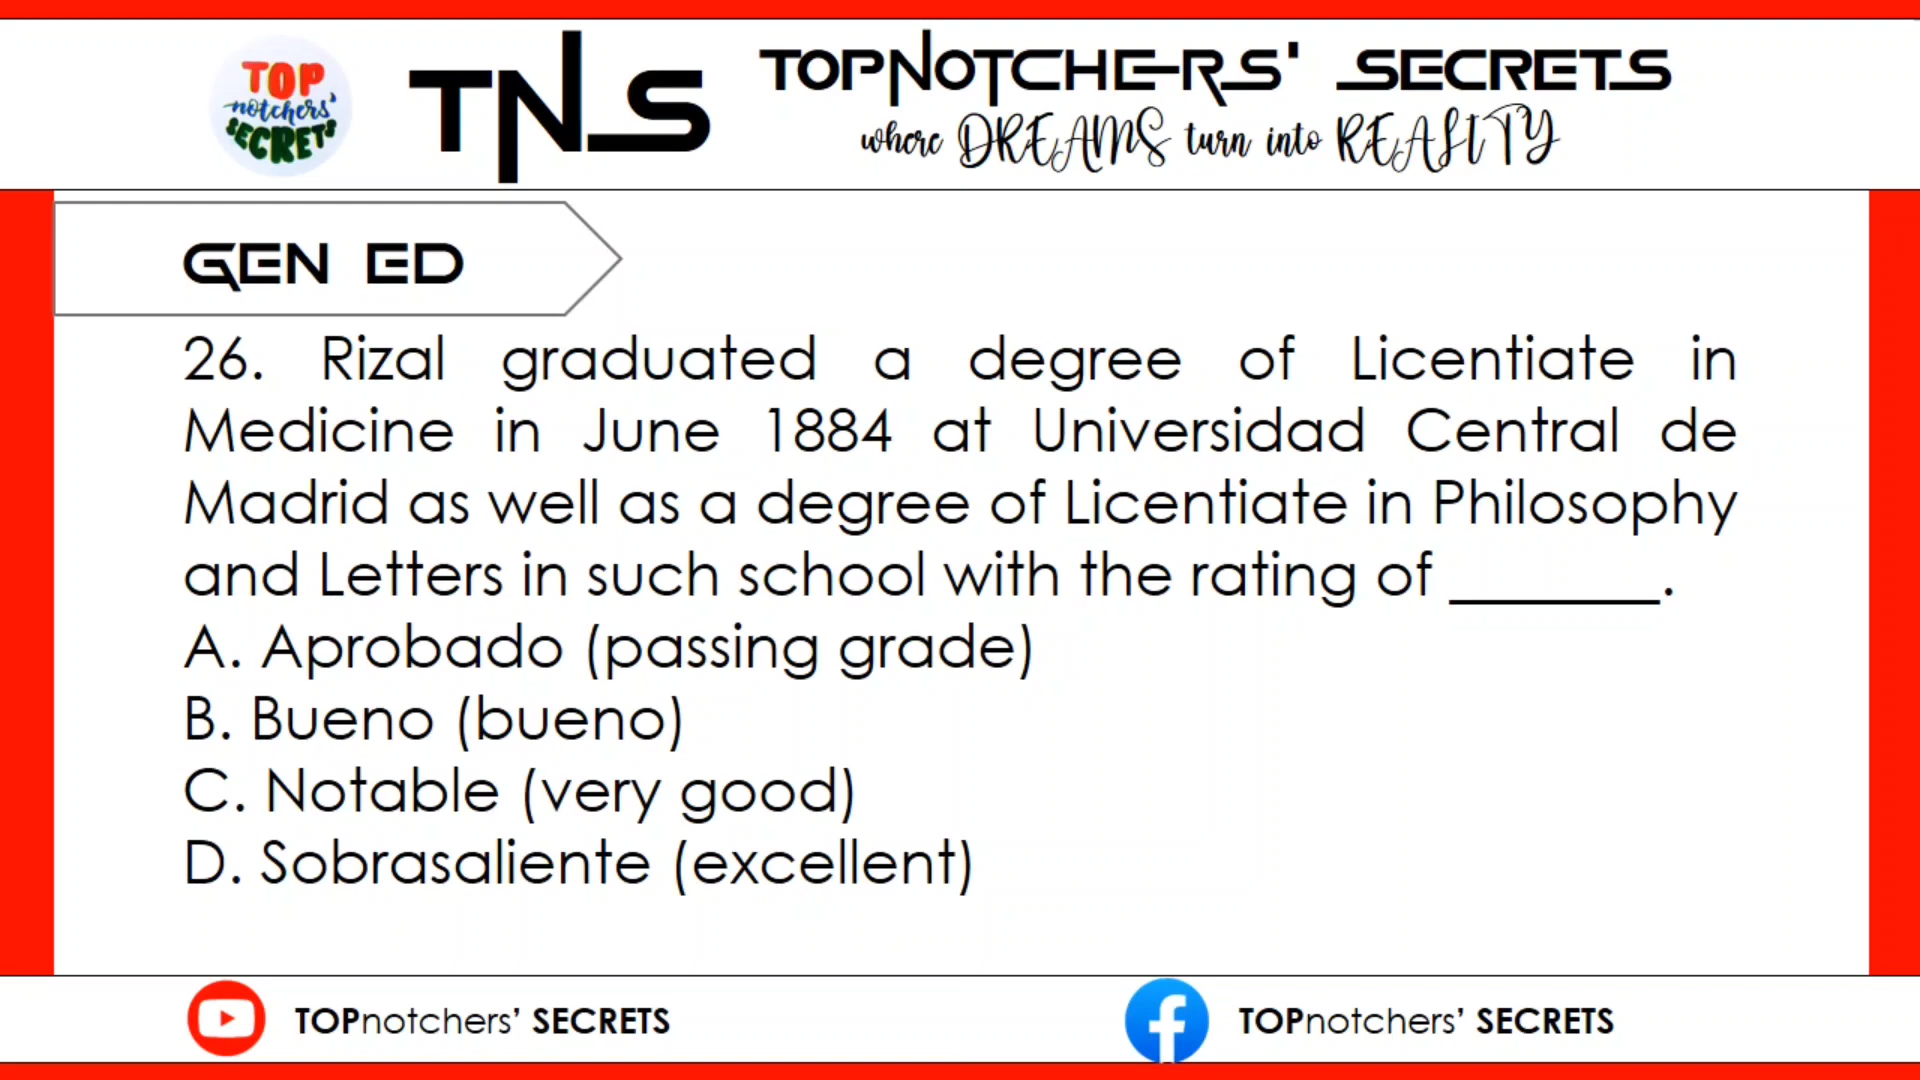 TOP
notchers'
SECRETS
TNS
TOPNOTCHERS' SECRETS
where DREAMS turn into REALITY
GEN ED
26. Rizal graduated a degree of Licentiate in
Medicine in June 1884 at Universidad Central de
Madrid as well as a degree of Licentiate in Philosophy
and Letters in such school with the rating of _______.
A. Aprobado (passing grade)
B. Bueno (bueno)
C. Notable (very good)
D. Sobrasaliente (excellent)
TOPnotchers' SECRETS
TOPnotchers' SECRETS